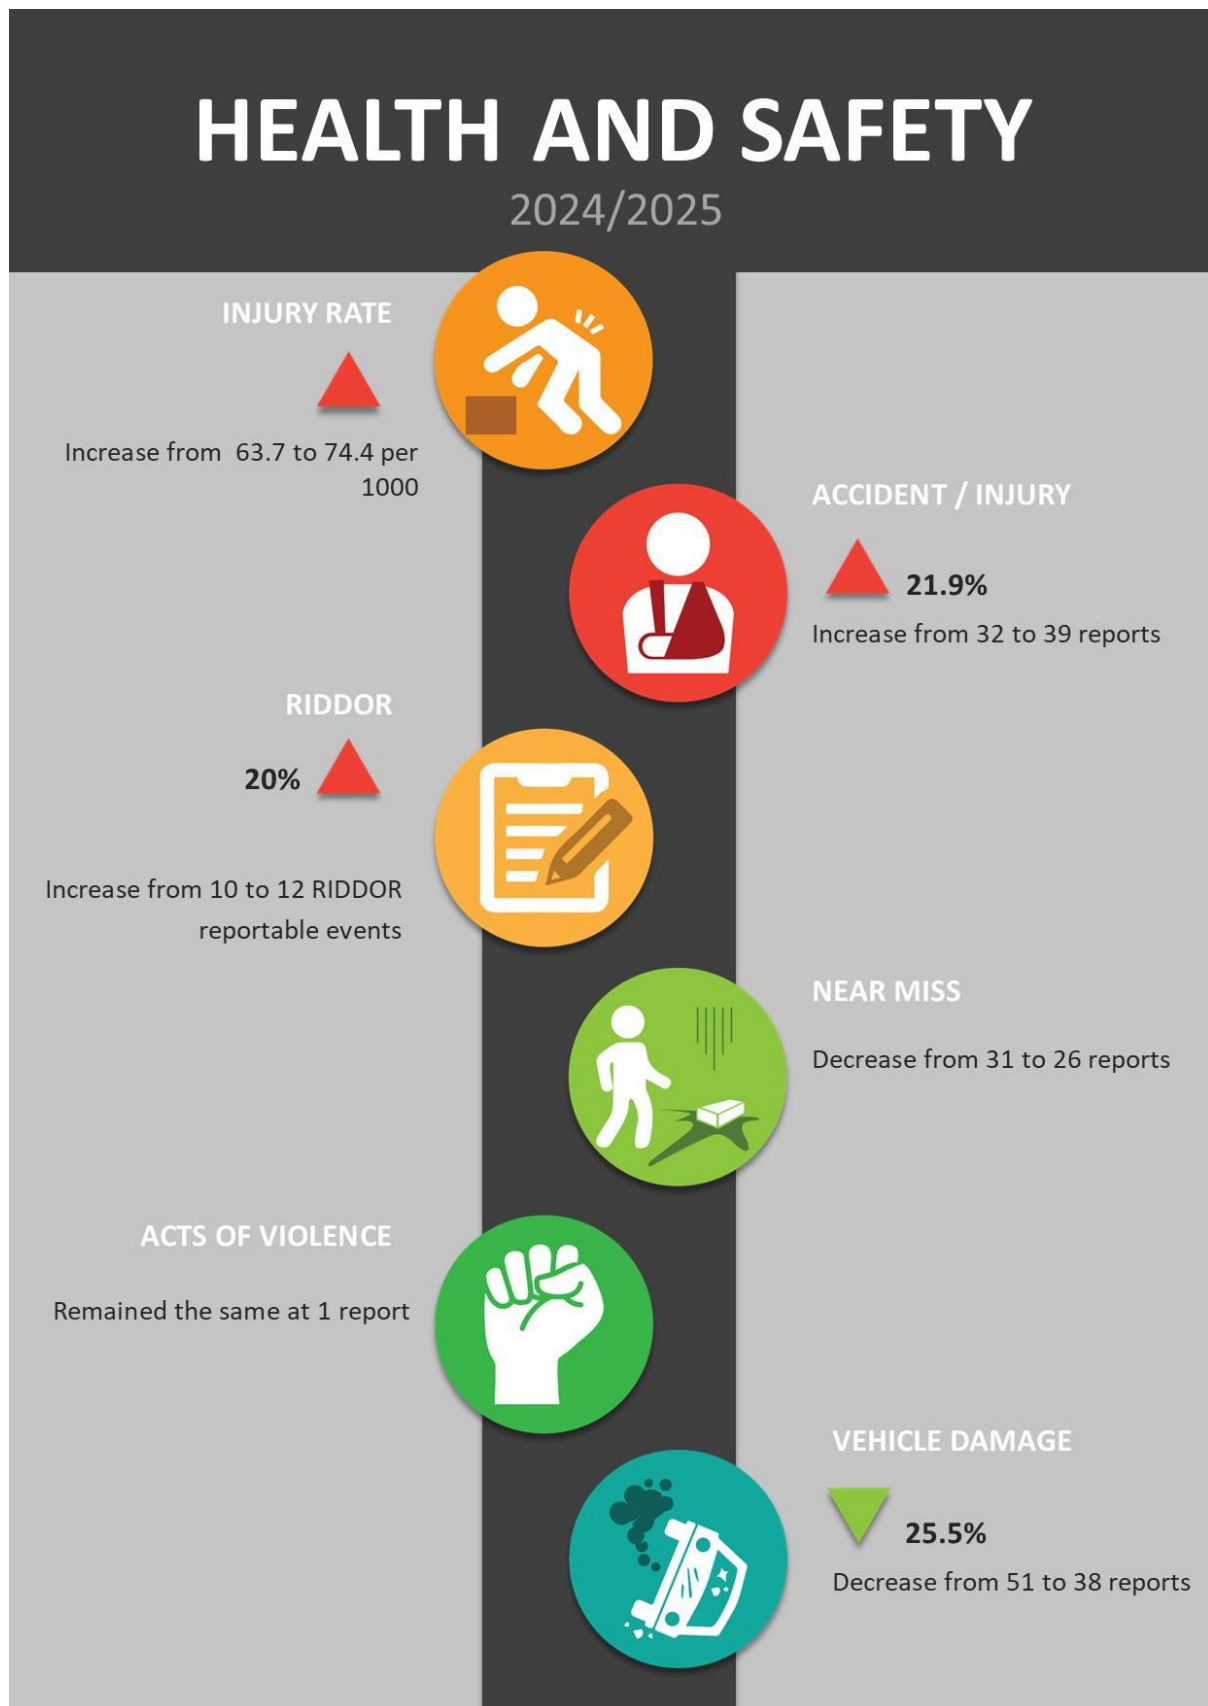 HEALTH AND SAFETY
2024/2025
INJURY RATE
Increase from 63.7 to 74.4 per
1000
ACCIDENT / INJURY
21.9%
Increase from 32 to 39 reports
RIDDOR
20%
Increase from 10 to 12 RIDDOR
reportable events
NEAR MISS
Decrease from 31 to 26 reports
ACTS OF VIOLENCE
Remained the same at 1 report
VEHICLE DAMAGE
25.5%
Decrease from 51 to 38 reports